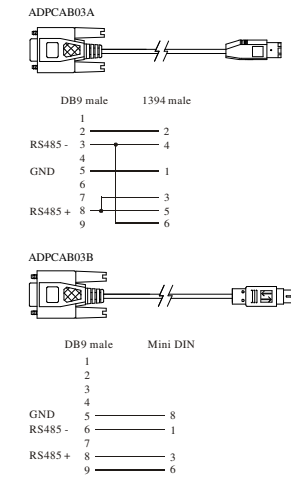 ADPCAB03A
DB9 male 1394 male
1
2 2
RS485 - 3 4
4
GND 5 1
6
7 3
RS485 + 8 5
9 6
ADPCAB03B
DB9 male Mini DIN
1
2
3
4
GND 5 8
RS485 - 6 1
7
RS485 + 8 3
9 6